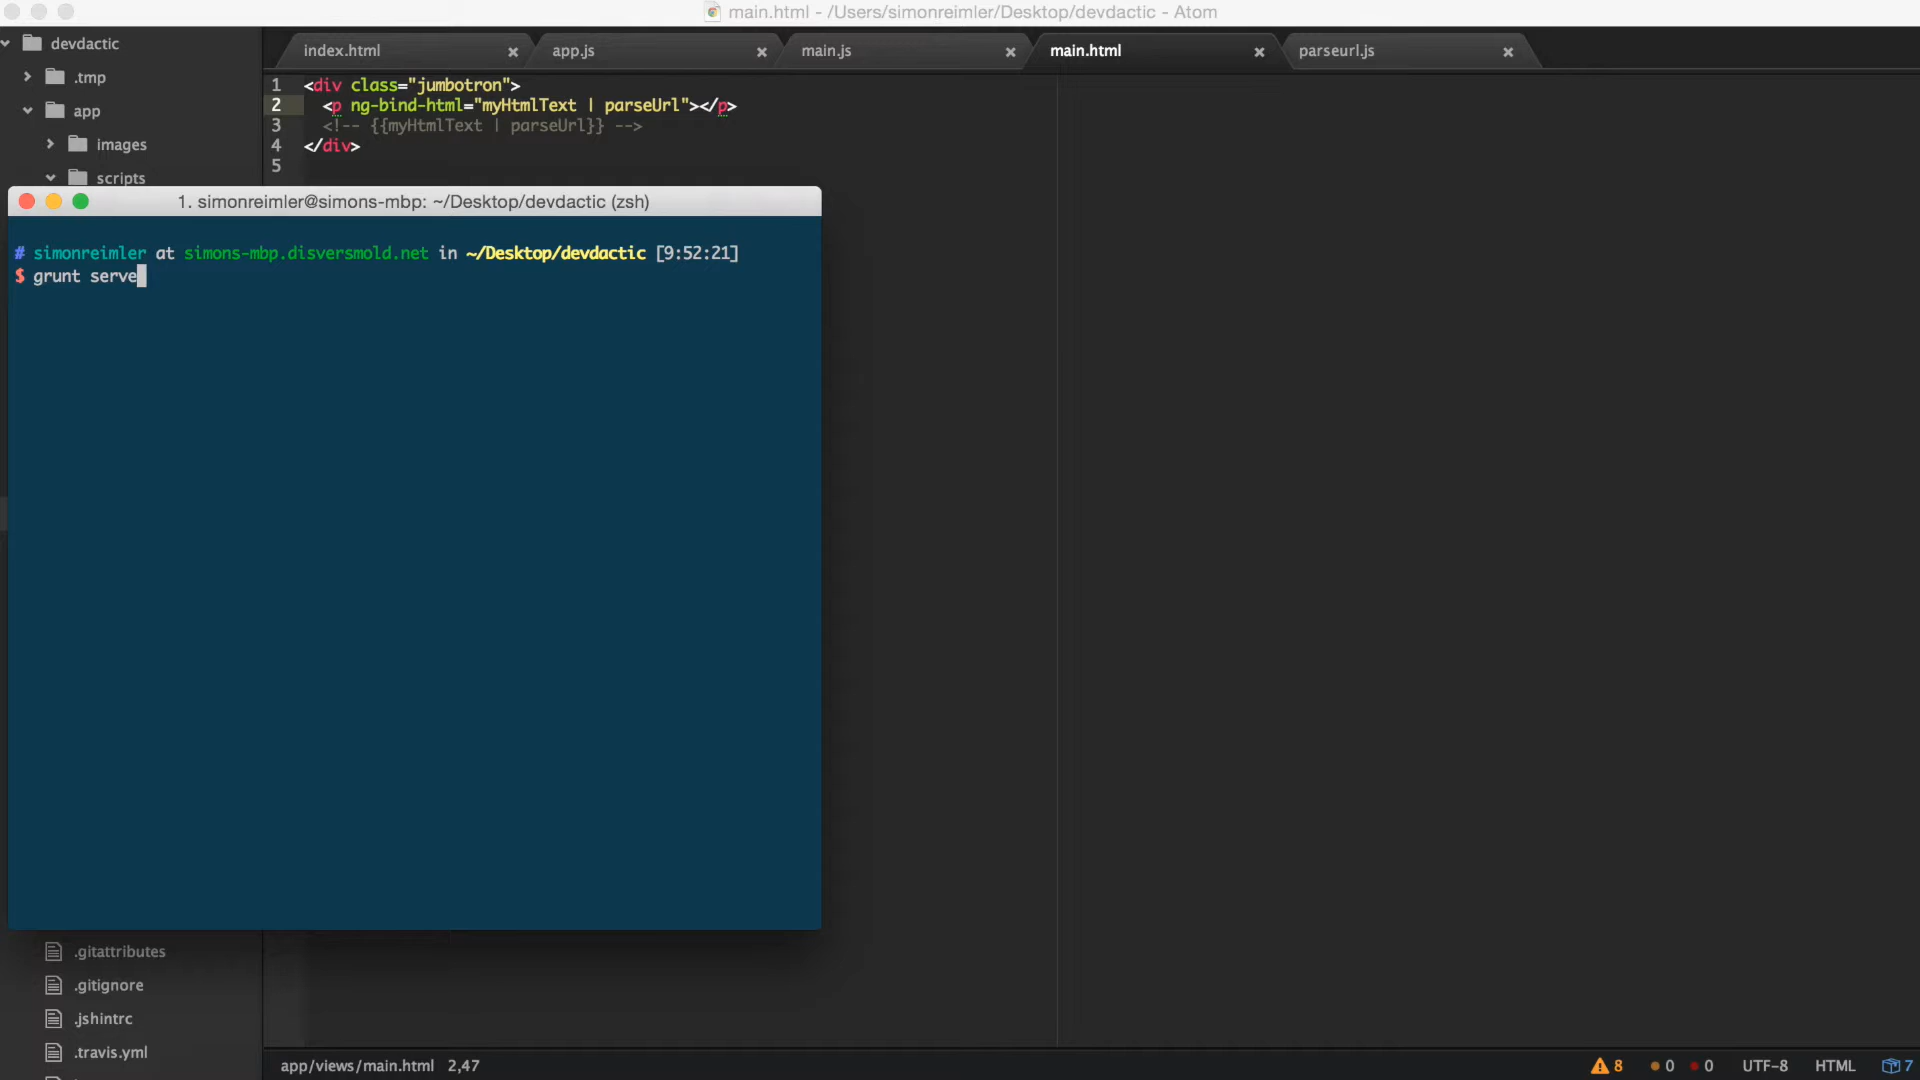 main.html - /Users/simonreimler/Desktop/devdactic - Atom
devdactic
.tmp
app
images
scripts
index.html
app.js
main.js
main.html
parseurl.js
1 <div class="jumbotron">
2 <p ng-bind-html="myHtmlText | parseUrl"></p>
3 <!-- {{myHtmlText | parseUrl}} -->
4 </div>
5
1. simonreimler@simons-mbp: ~/Desktop/devdactic (zsh)
# simonreimler at simons-mbp.disversmold.net in ~/Desktop/devdactic [9:52:21]
$ grunt serve
.gitattributes
.gitignore
.jshintrc
.travis.yml
app/views/main.html 2,47
8 0 0 UTF-8 HTML 7